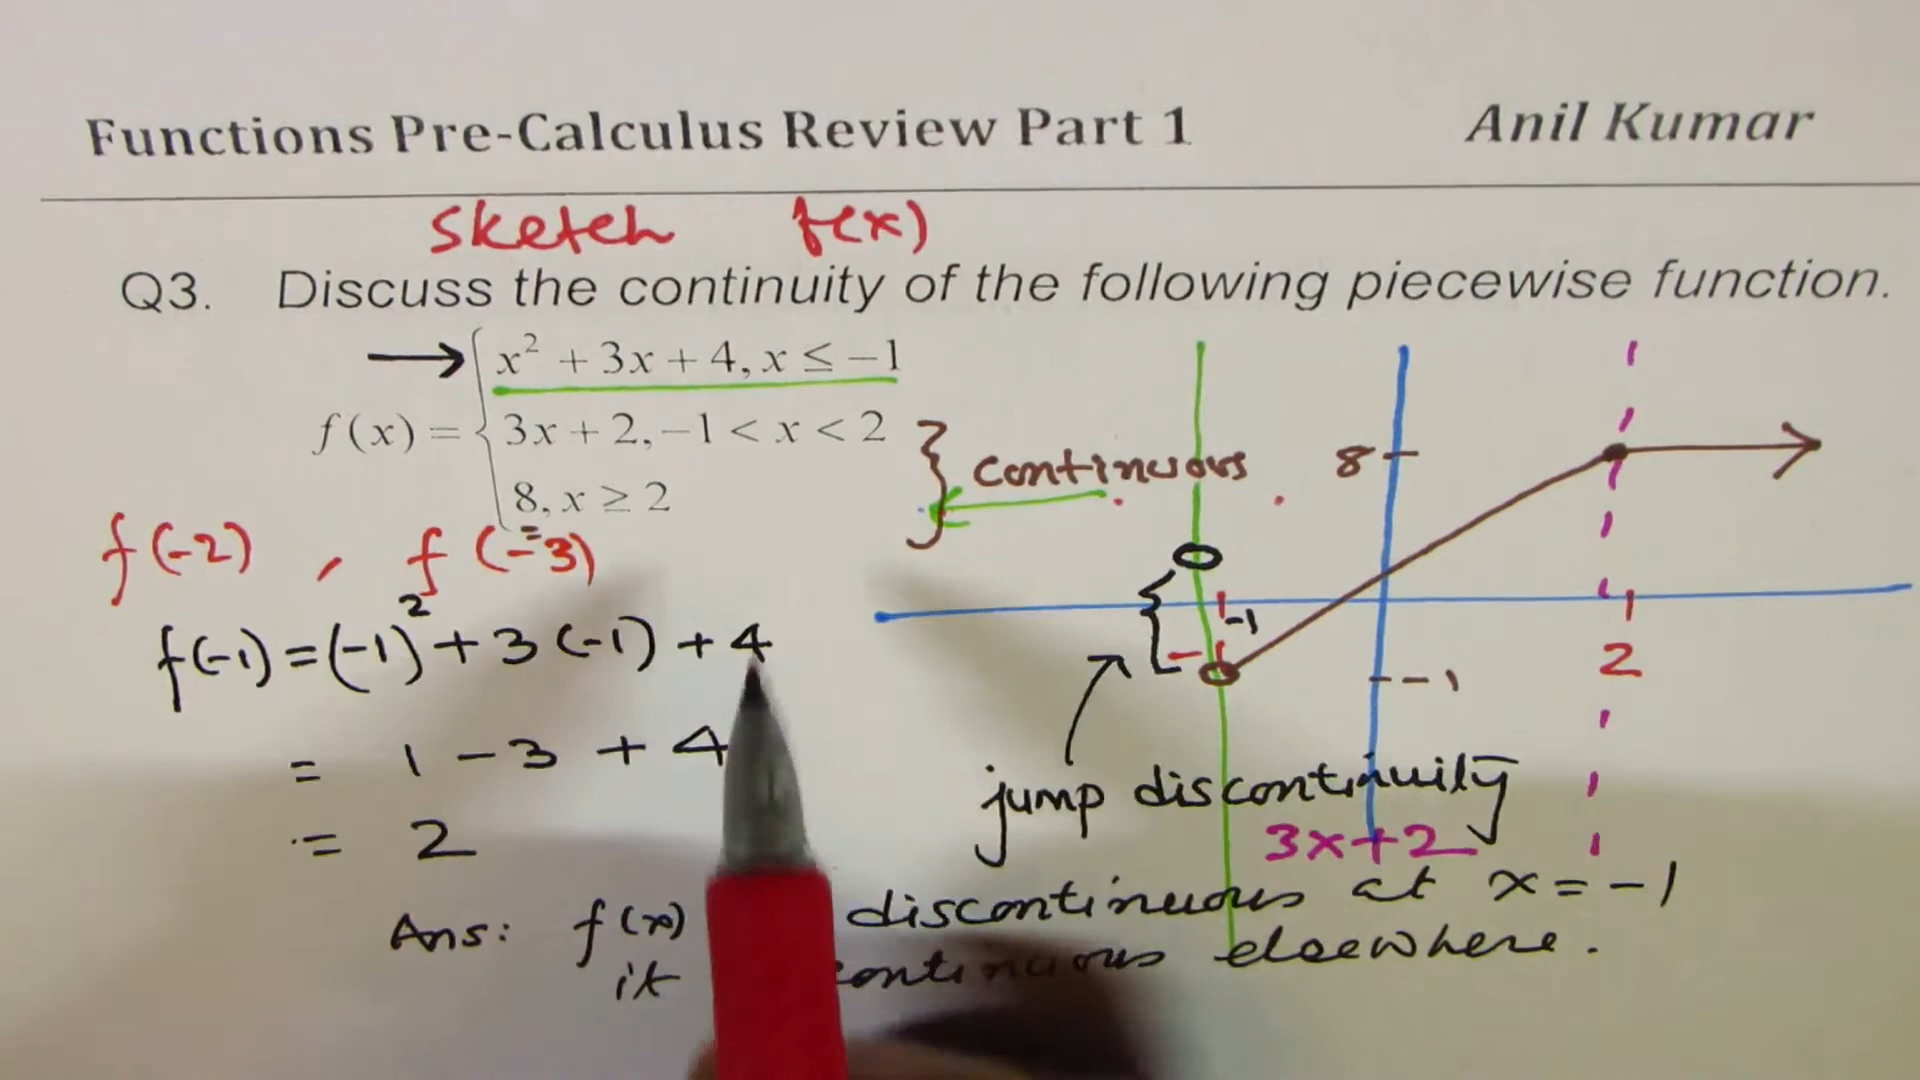 Functions Pre-Calculus Review Part 1 Anil Kumar
sketch f(x)
Q3. Discuss the continuity of the following piecewise function.
x² + 3x + 4, x ≤ −1
f(x) = { 3x + 2, −1 < x < 2 } continuous
8, x ≥ 2
8
f(-2) , f(-3)
f(-1) = (-1)² + 3(-1) + 4
-1
2
-1
= 1 - 3 + 4
jump discontinuity
= 2
3x+2
Ans: f(x) discontinuous at x = -1
it continuous elsewhere.